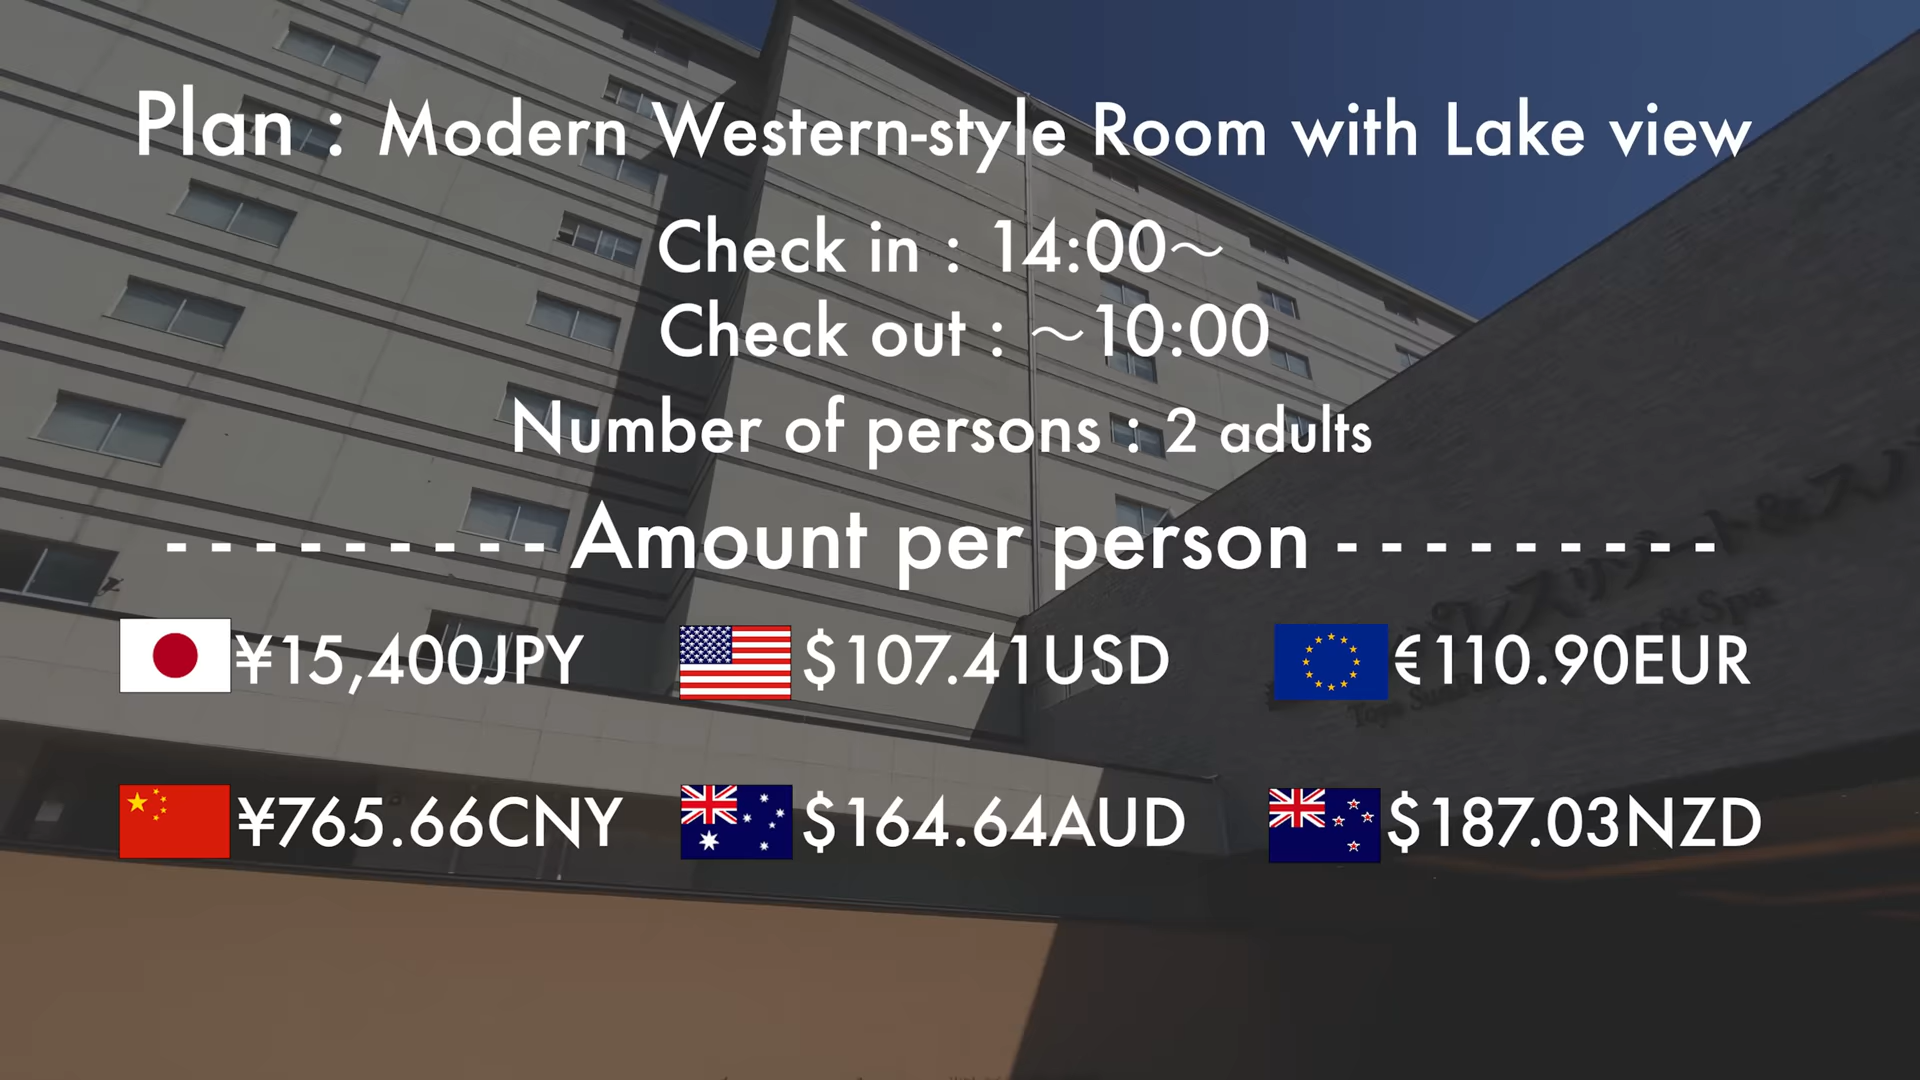 Plan : Modern Western-style Room with Lake view
Check in : 14:00〜
Check out : 〜10:00
Number of persons : 2 adults
- - - - - - - - - Amount per person - - - - - - - - -
¥15,400JPY $107.41USD €110.90EUR
¥765.66CNY $164.64AUD $187.03NZD